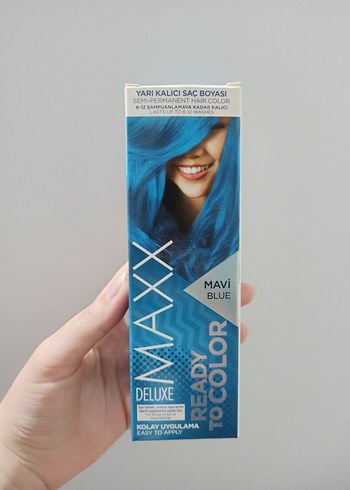 YARI KALICI SAÇ BOYASI
SEMI-PERMANENT HAIR COLOR
6-12 ŞAMPUANLAMAYA KADAR KALICI
LASTS UP TO 6-12 WASHES
MAVİ
BLUE
DELUXE
MAXX
READY
TO COLOR
KOLAY UYGULAMA
EASY TO APPLY